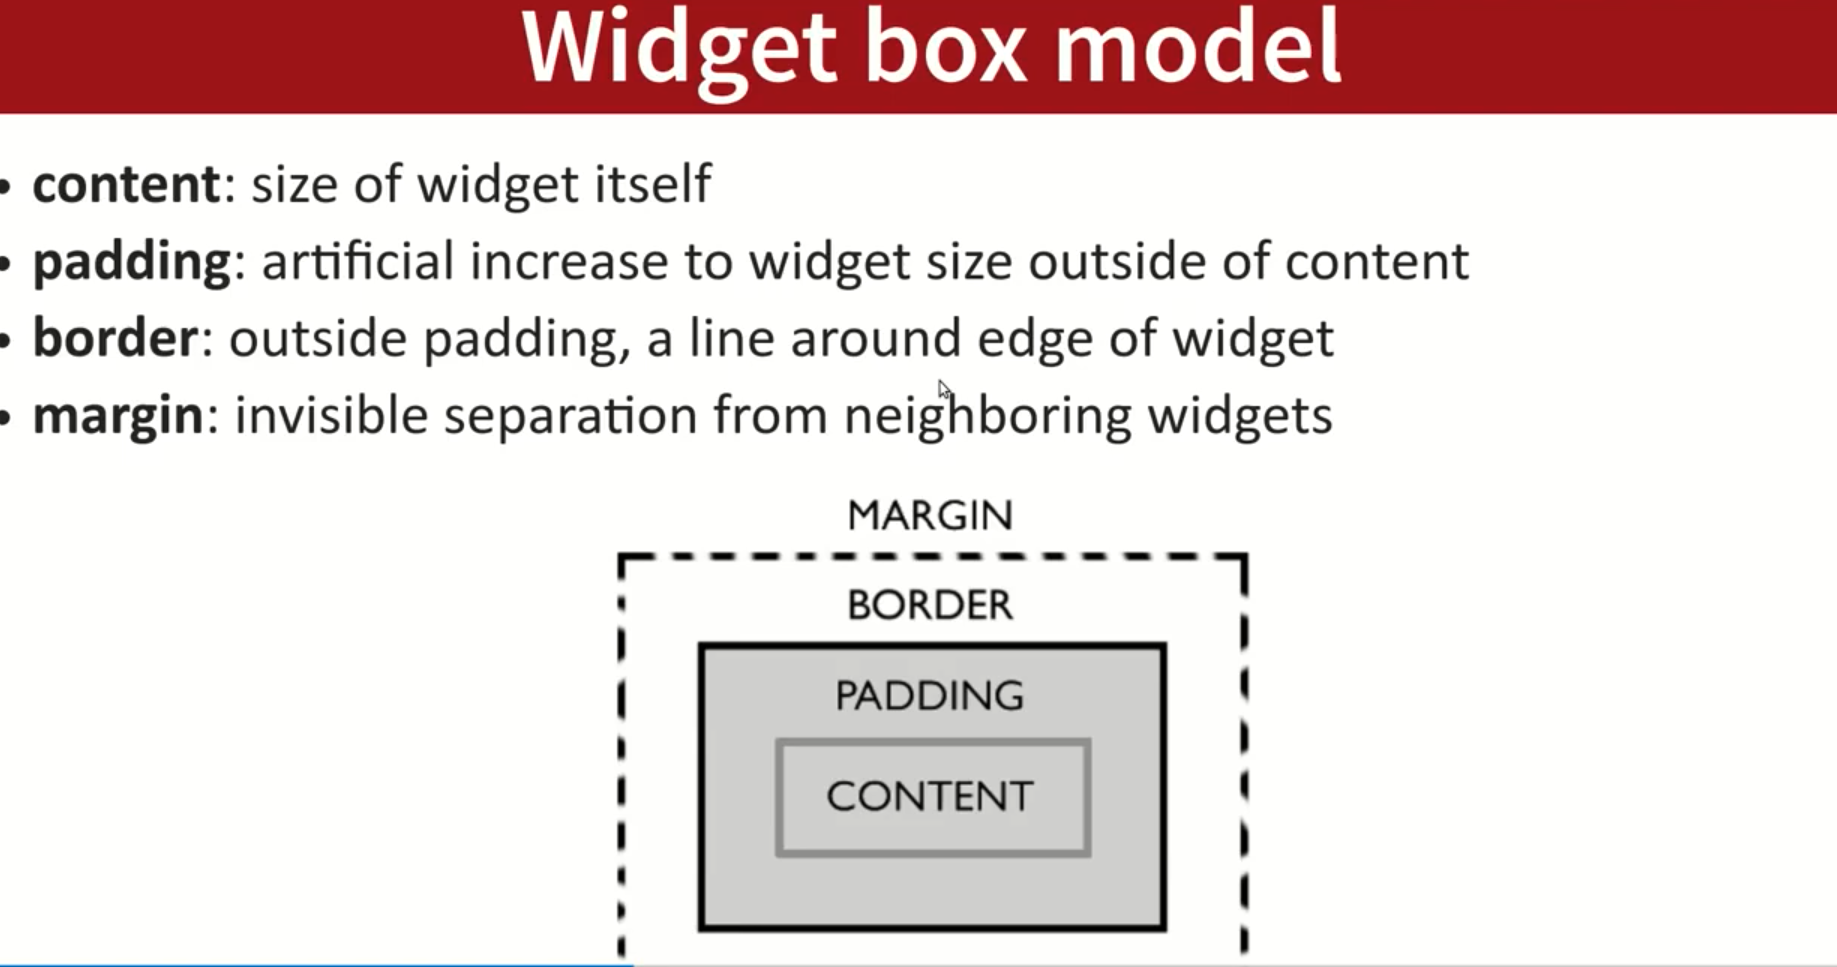 Widget box model
• content: size of widget itself
• padding: artificial increase to widget size outside of content
• border: outside padding, a line around edge of widget
• margin: invisible separation from neighboring widgets
MARGIN
BORDER
PADDING
CONTENT